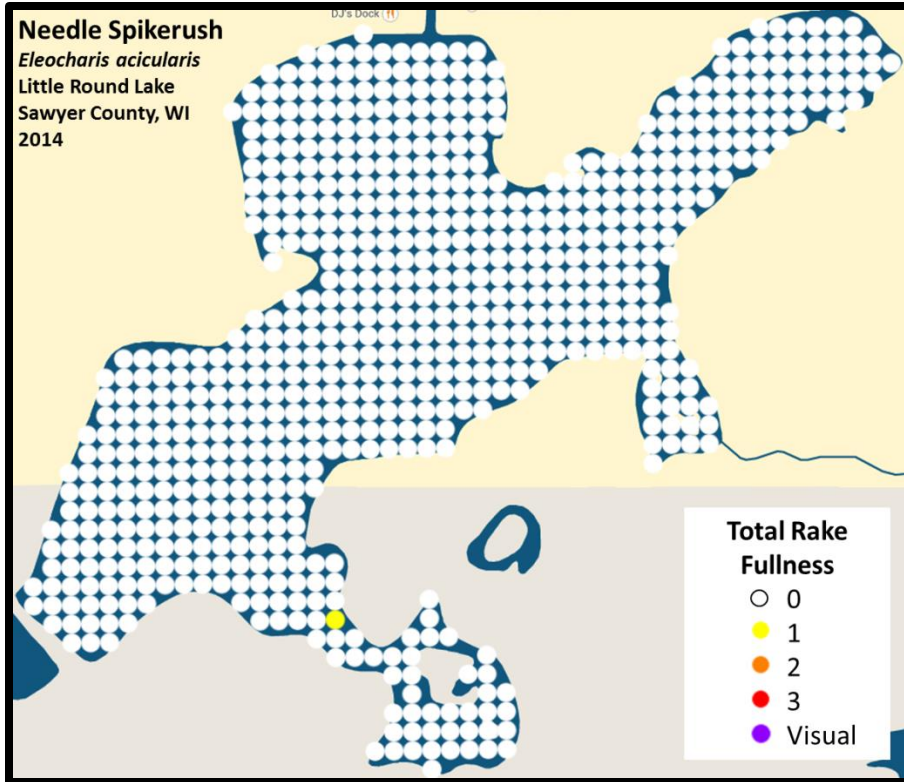 DJ's Dock
Needle Spikerush
Eleocharis acicularis
Little Round Lake
Sawyer County, WI
2014
Total Rake
Fullness
0
1
2
3
Visual